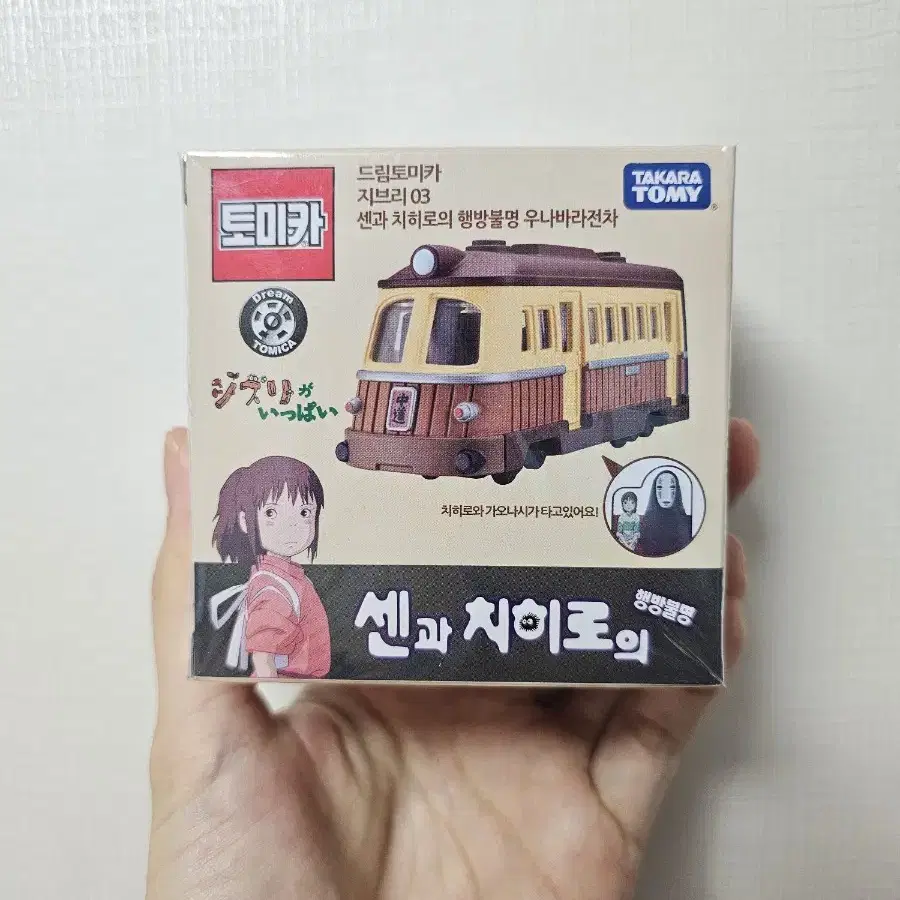 드림토미카
지브리 03
센과 치히로의 행방불명 우나바라전차
TAKARA
TOMY
토미카
Dream
TOMICA
ジブリが
いっぱい
中道
치히로와 가오나시가 타고있어요!
센과 치히로의
행방불명